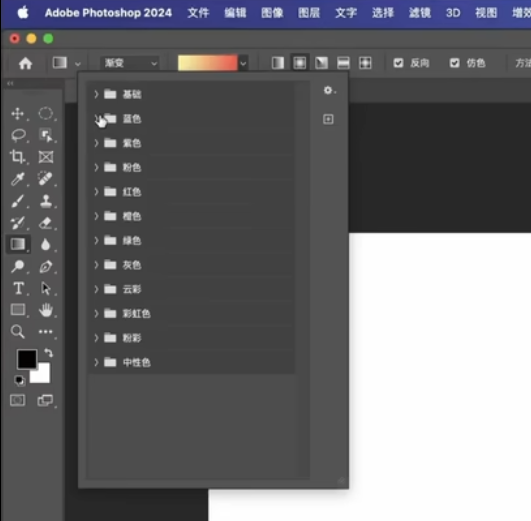 Adobe Photoshop 2024 文件 编辑 图像 图层 文字 选择 滤镜 3D 视图 增效
渐变 反向 仿色 方法
基础
蓝色
紫色
粉色
红色
橙色
绿色
灰色
云彩
彩虹色
粉彩
中性色